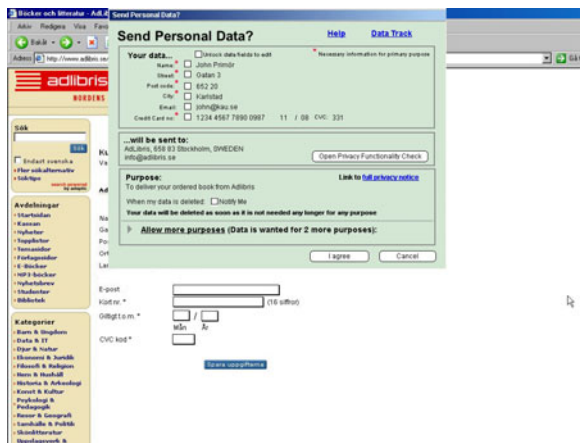 Böcker och litteratur - AdL
Send Personal Data?
Arkiv Redigera Visa Favo
Bakåt
Adress http://www.adlibris.se/
Send Personal Data?
Help
Data Track
Your data...
Unlock data fields to edit
* Necessary information for primary purpose
Name: * John Primör
Street: * Gatan 3
Post code: * 652 20
City: * Karlstad
Email: john@kau.se
Credit Card no: * 1234 4567 7890 0987 11 / 08 CVC: 331
...will be sent to:
AdLibris, 658 83 Stockholm, SWEDEN
info@adlibris.se
Open Privacy Functionality Check
Purpose:
To deliver your ordered book from Adlibris
Link to full privacy notice
When my data is deleted: Notify Me
Your data will be deleted as soon as it is not needed any longer for any purpose
Allow more purposes (Data is wanted for 2 more purposes):
I agree
Cancel
adlibris
NORDENS
Sök
Sök
Endast svenska
Fler sökalternativ
Söktips
search powered
Avdelningar
Startsidan
Kassan
Nyheter
Topplistor
Temasidor
Företagssidor
E-Böcker
MP3-böcker
Nyhetsbrev
Studenter
Bibliotek
Kategorier
Barn & Ungdom
Data & IT
Djur & Natur
Ekonomi & Juridik
Filosofi & Religion
Hem & Hushåll
Historia & Arkeologi
Konst & Kultur
Psykologi &
Pedagogik
Resor & Geografi
Samhälle & Politik
Skönlitteratur
Uppslagsverk &
E-post
Kort nr. *
(16 siffror)
Giltigt t.o.m. * /
Mån År
CVC kod *
Spara uppgifterna